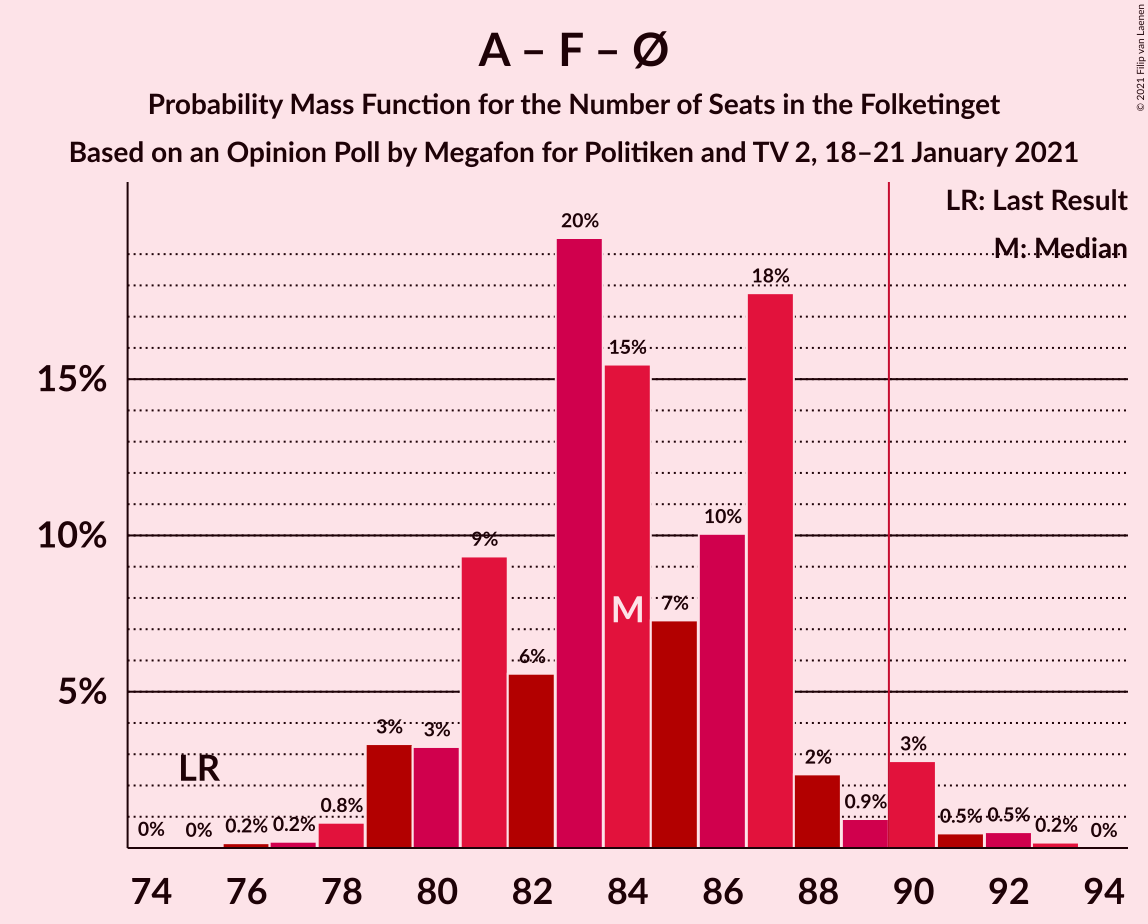 A – F – Ø
Probability Mass Function for the Number of Seats in the Folketinget
Based on an Opinion Poll by Megafon for Politiken and TV 2, 18–21 January 2021
© 2021 Filip van Laenen
LR: Last Result
M: Median
15%
10%
5%
LR
M
0%
0%
0.2%
0.2%
0.8%
3%
3%
9%
6%
20%
15%
7%
10%
18%
2%
0.9%
3%
0.5%
0.5%
0.2%
0%
74 76 78 80 82 84 86 88 90 92 94